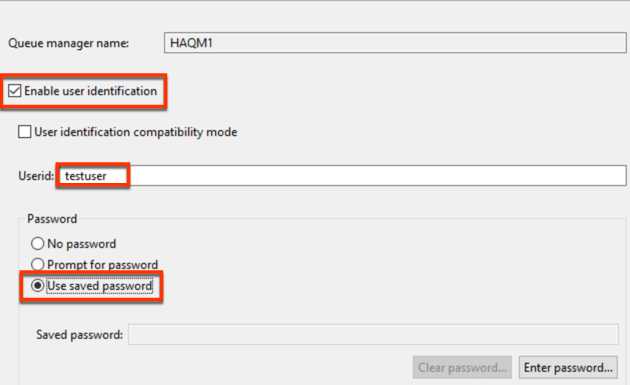 Queue manager name: HAQM1
Enable user identification
User identification compatibility mode
Userid: testuser
Password
No password
Prompt for password
Use saved password
Saved password:
Clear password... Enter password...